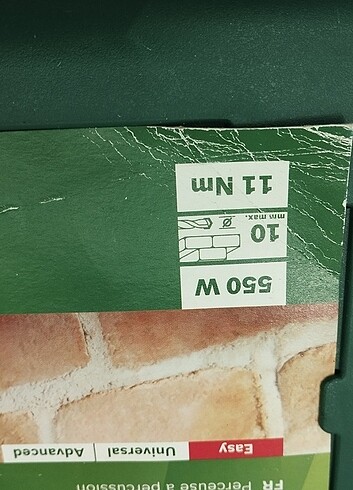 FR Perceuse à percussion
Easy Universal Advanced
550 W
10
mm max. Ø
11 Nm